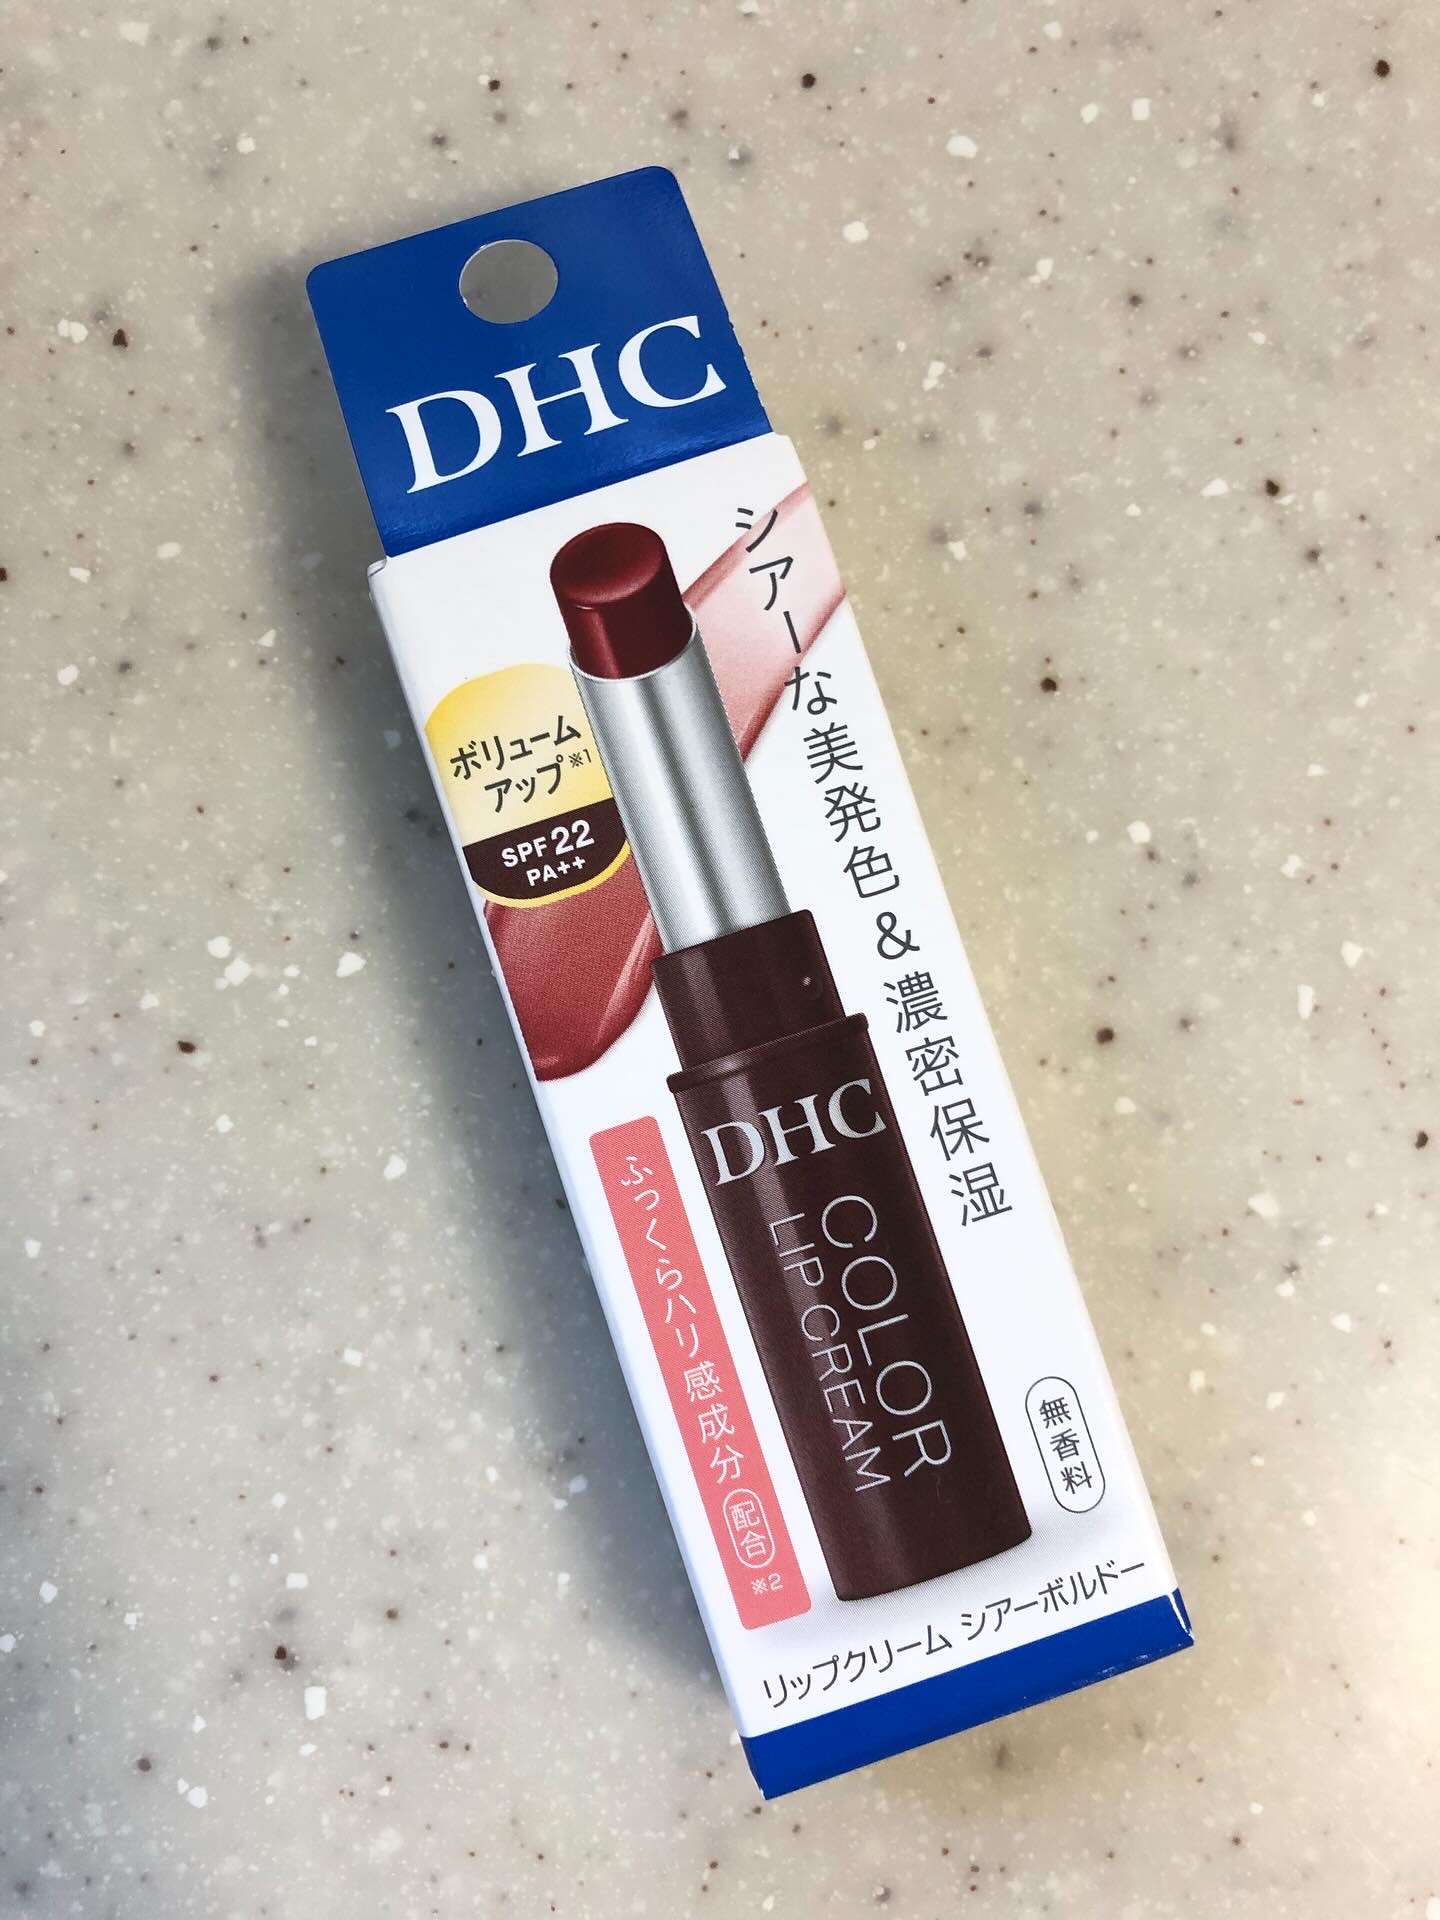 DHC
シアーな美発色&濃密保湿
ボリューム
アップ※1
SPF22
PA++
DHC
COLOR
LIP CREAM
ふっくらハリ感成分配合※2
無香料
リップクリーム シアーボルドー